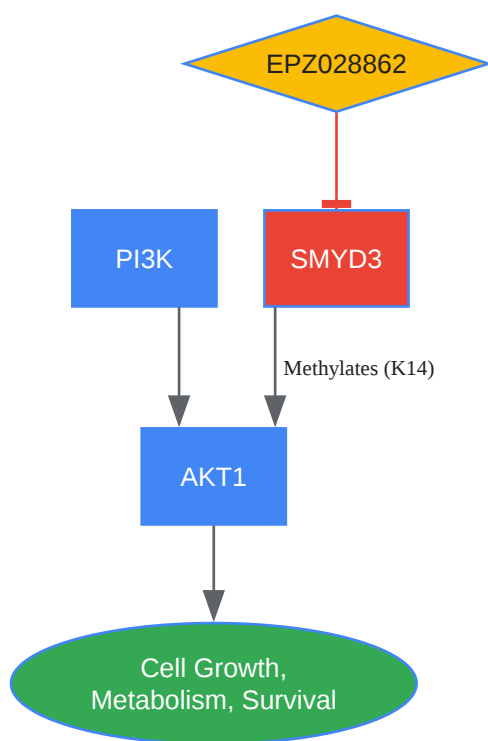 EPZ028862
PI3K
SMYD3
Methylates (K14)
AKT1
Cell Growth,
Metabolism, Survival